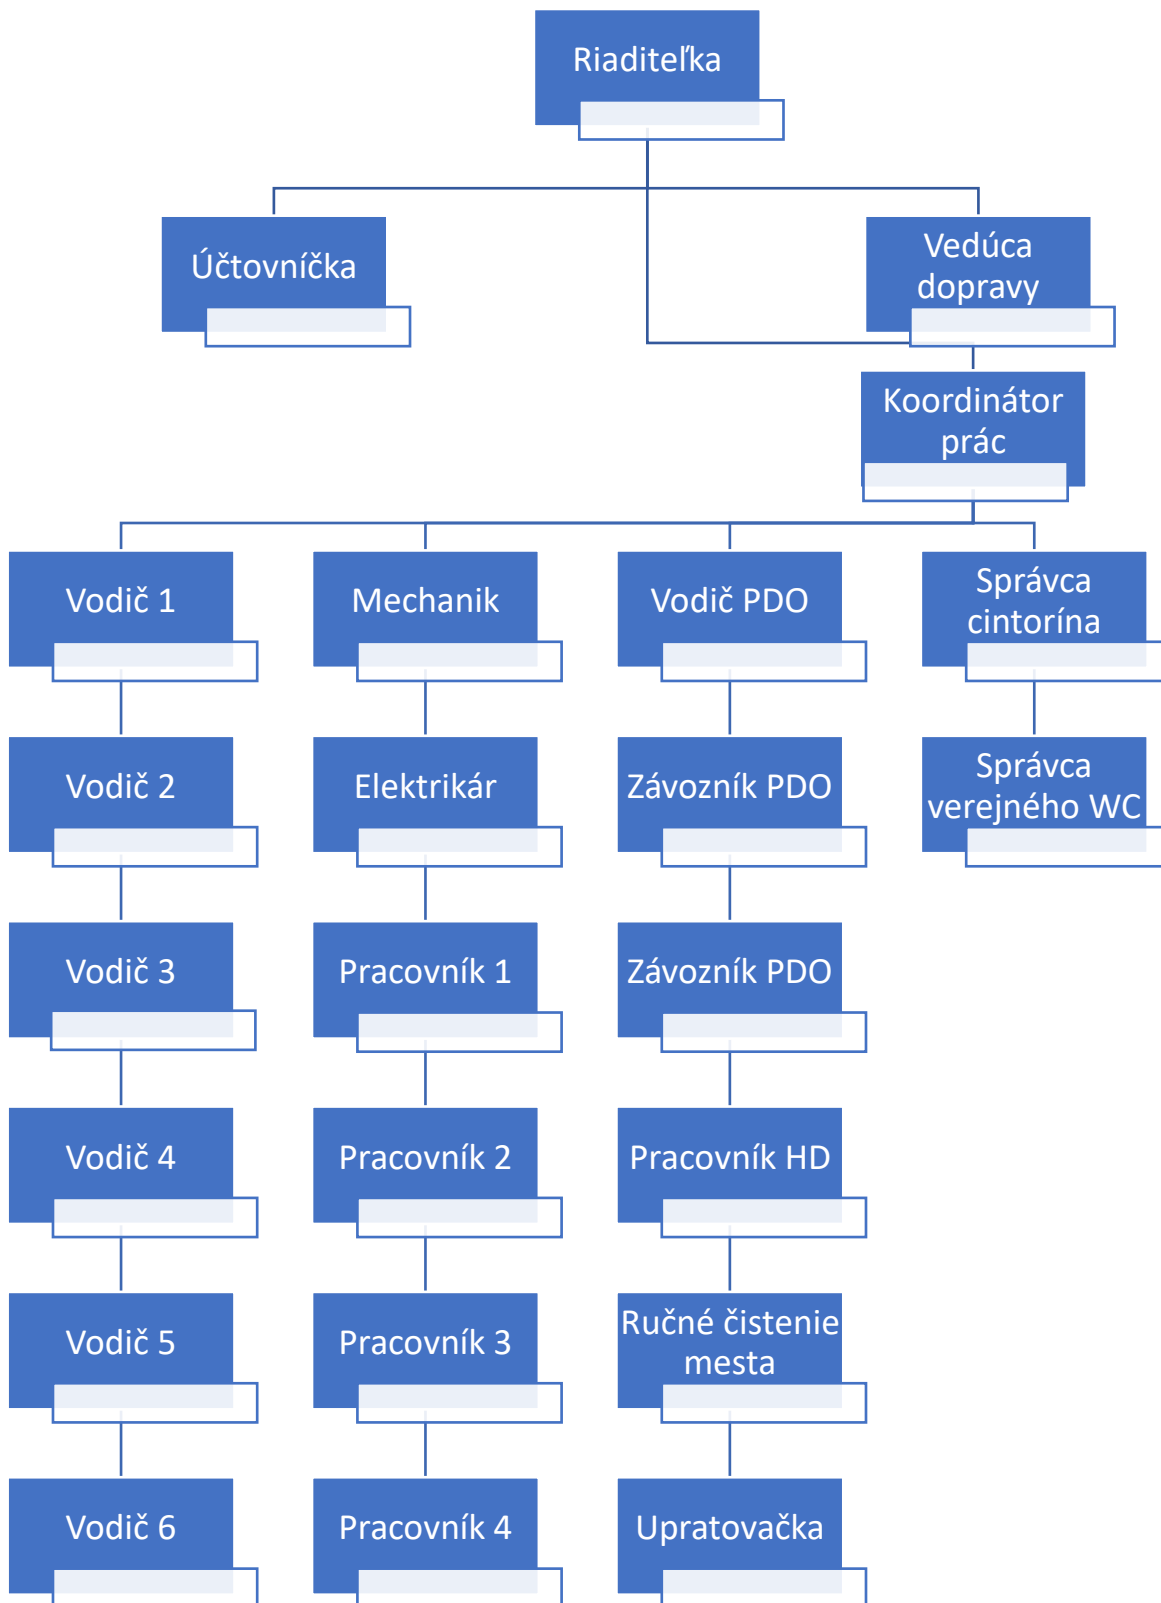 Riaditeľka
Účtovníčka
Vedúca
dopravy
Koordinátor
prác
Vodič 1
Mechanik
Vodič PDO
Správca
cintorína
Vodič 2
Elektrikár
Závozník PDO
Správca
verejného WC
Vodič 3
Pracovník 1
Závozník PDO
Vodič 4
Pracovník 2
Pracovník HD
Vodič 5
Pracovník 3
Ručné čistenie
mesta
Vodič 6
Pracovník 4
Upratovačka